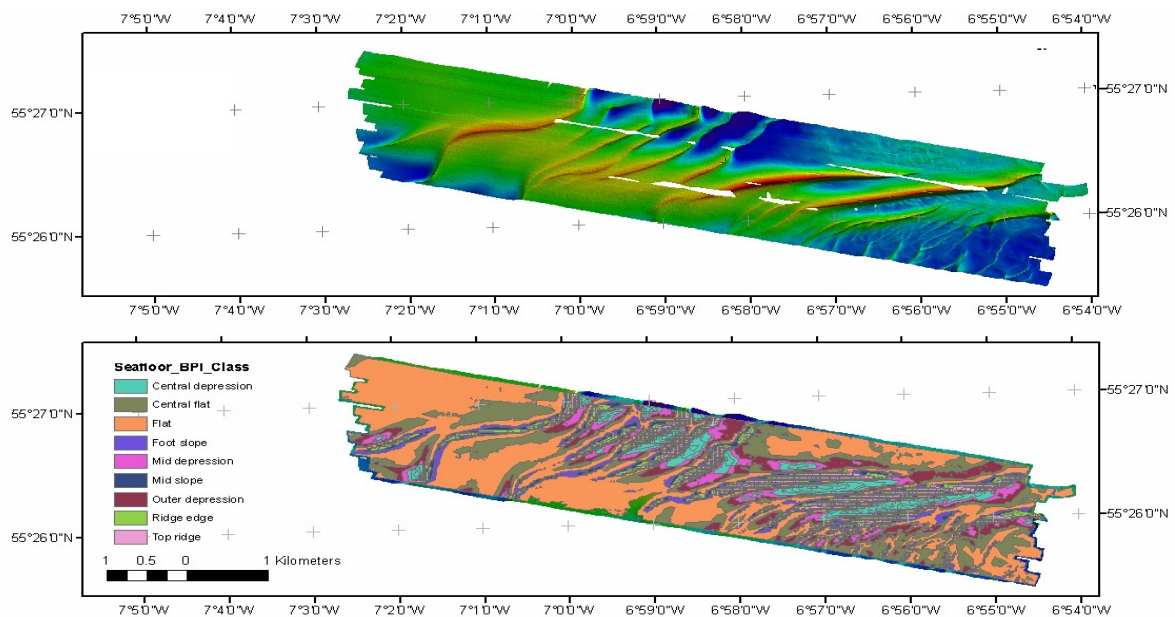 7°5'0"W 7°4'0"W 7°3'0"W 7°2'0"W 7°1'0"W 7°0'0"W 6°59'0"W 6°58'0"W 6°57'0"W 6°56'0"W 6°55'0"W 6°54'0"W
55°27'0"N 55°27'0"N
55°26'0"N 55°26'0"N
7°5'0"W 7°4'0"W 7°3'0"W 7°2'0"W 7°1'0"W 7°0'0"W 6°59'0"W 6°58'0"W 6°57'0"W 6°56'0"W 6°55'0"W 6°54'0"W
Seafloor_BPI_Class
Central depression
Central flat
Flat
Foot slope
Mid depression
Mid slope
Outer depression
Ridge edge
Top ridge
55°27'0"N 55°27'0"N
55°26'0"N 55°26'0"N
1 0.5 0 1 Kilometers
7°5'0"W 7°4'0"W 7°3'0"W 7°2'0"W 7°1'0"W 7°0'0"W 6°59'0"W 6°58'0"W 6°57'0"W 6°56'0"W 6°55'0"W 6°54'0"W